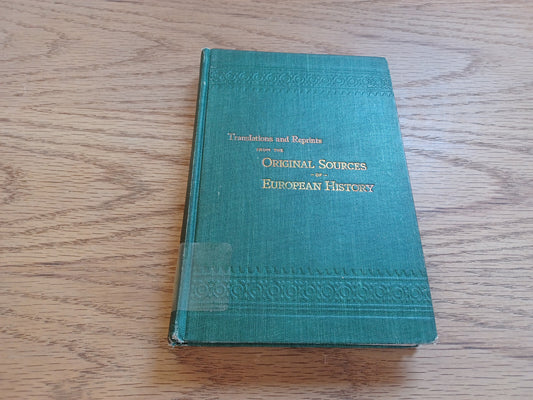 Translations and Reprints
FROM THE
ORIGINAL SOURCES
- OF -
EUROPEAN HISTORY